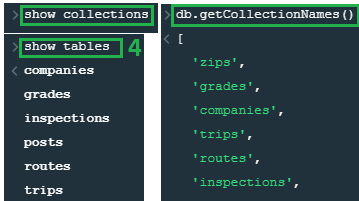 > show collections
> show tables 4
< companies
grades
inspections
posts
routes
trips
> db.getCollectionNames()
< [
'zips',
'grades',
'companies',
'trips',
'routes',
'inspections',